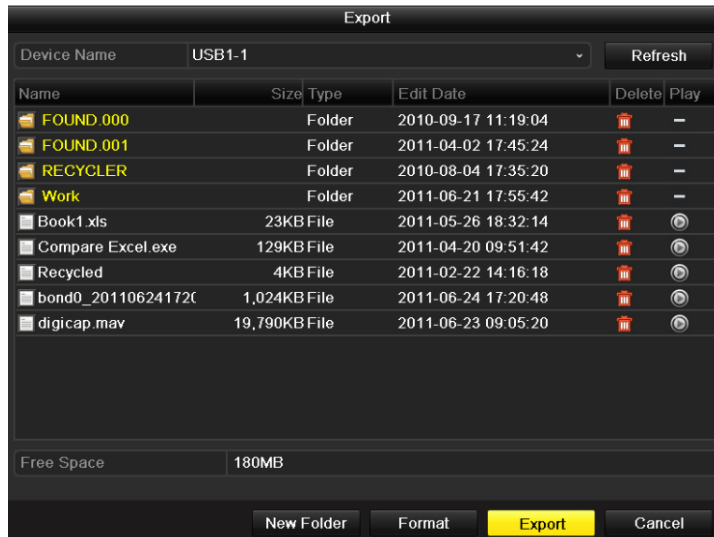 Export
Device Name USB1-1 Refresh
Name Size Type Edit Date Delete Play
FOUND.000 Folder 2010-09-17 11:19:04 –
FOUND.001 Folder 2011-04-02 17:45:24 –
RECYCLER Folder 2010-08-04 17:35:20 –
Work Folder 2011-06-21 17:55:42 –
Book1.xls 23KB File 2011-05-26 18:32:14
Compare Excel.exe 129KB File 2011-04-20 09:51:42
Recycled 4KB File 2011-02-22 14:16:18
bond0_20110624172( 1,024KB File 2011-06-24 17:20:48
digicap.mav 19,790KB File 2011-06-23 09:05:20
Free Space 180MB
New Folder Format Export Cancel